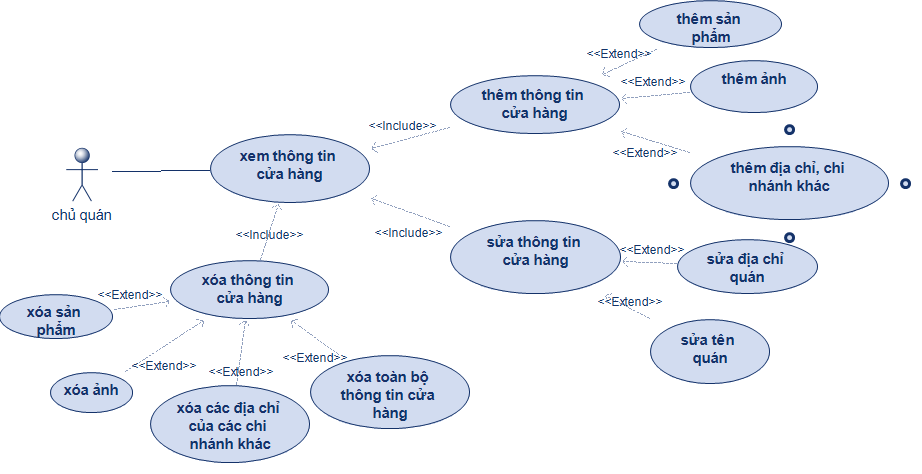 thêm sản
phẩm
<<Extend>>
thêm ảnh
<<Extend>>
thêm thông tin
cửa hàng
<<Include>>
<<Extend>>
thêm địa chỉ, chi
nhánh khác
xem thông tin
cửa hàng
chủ quán
<<Include>>
<<Include>>
sửa thông tin
cửa hàng
<<Extend>>
sửa địa chỉ
quán
<<Extend>>
sửa tên
quán
xóa thông tin
cửa hàng
<<Extend>>
xóa sản
phẩm
<<Extend>>
xóa ảnh
<<Extend>>
xóa các địa chỉ
của các chi
nhánh khác
<<Extend>>
xóa toàn bộ
thông tin cửa
hàng